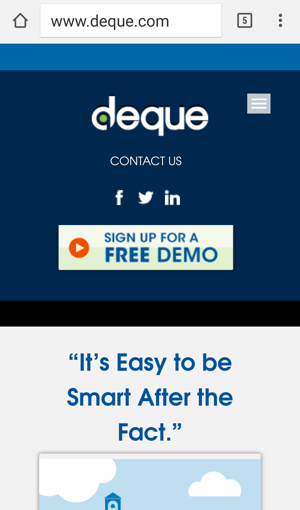 www.deque.com
5
deque
CONTACT US
f in
SIGN UP FOR A
FREE DEMO
“It’s Easy to be
Smart After the
Fact.”